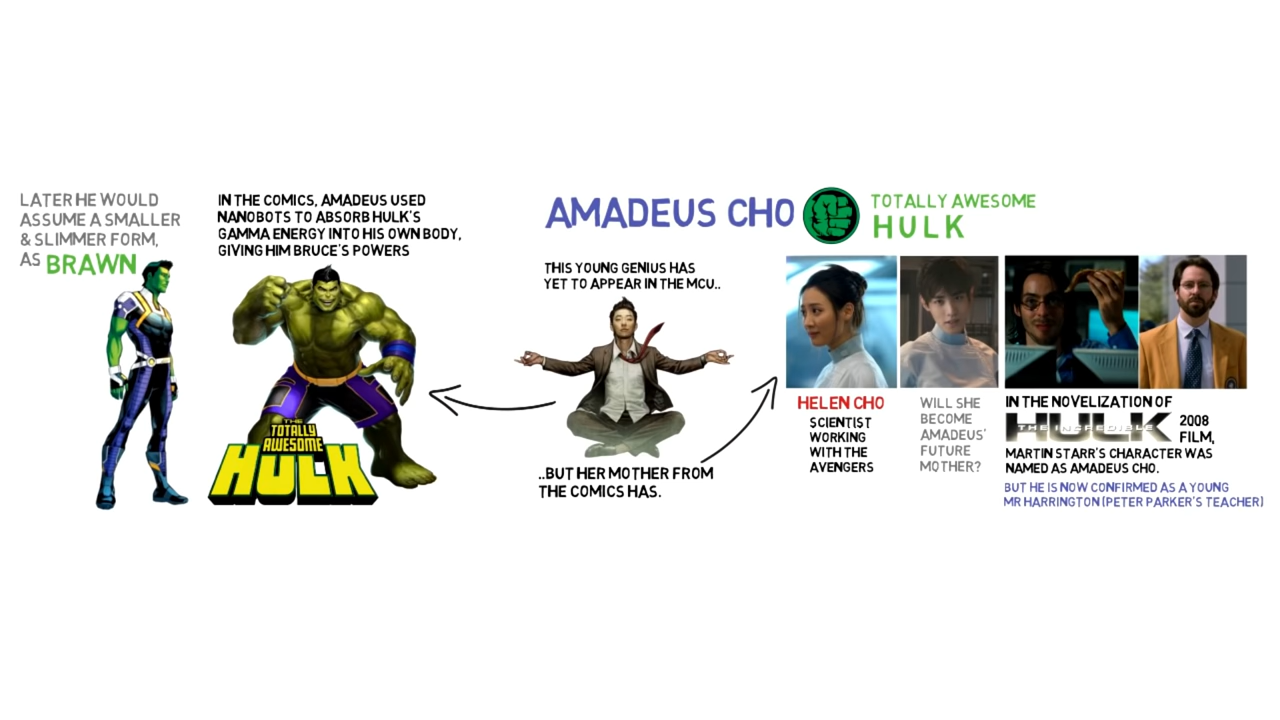 LATER HE WOULD
ASSUME A SMALLER
& SLIMMER FORM,
AS BRAWN
IN THE COMICS, AMADEUS USED
NANOBOTS TO ABSORB HULK'S
GAMMA ENERGY INTO HIS OWN BODY,
GIVING HIM BRUCE'S POWERS
THE
TOTALLY
AWESOME
HULK
AMADEUS CHO
TOTALLY AWESOME
HULK
THIS YOUNG GENIUS HAS
YET TO APPEAR IN THE MCU..
..BUT HER MOTHER FROM
THE COMICS HAS.
HELEN CHO
SCIENTIST
WORKING
WITH THE
AVENGERS
WILL SHE
BECOME
AMADEUS'
FUTURE
MOTHER?
IN THE NOVELIZATION OF
THE INCREDIBLE
HULK
2008
FILM,
MARTIN STARR'S CHARACTER WAS
NAMED AS AMADEUS CHO.
BUT HE IS NOW CONFIRMED AS A YOUNG
MR HARRINGTON (PETER PARKER'S TEACHER)